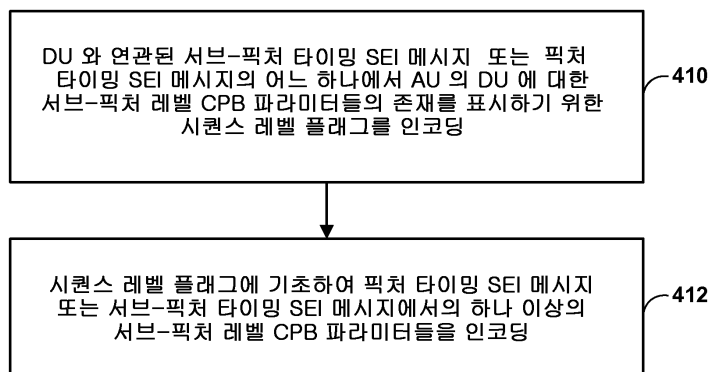 DU 와 연관된 서브-픽처 타이밍 SEI 메시지 또는 픽처
타이밍 SEI 메시지의 어느 하나에서 AU 의 DU 에 대한
서브-픽처 레벨 CPB 파라미터들의 존재를 표시하기 위한
시퀀스 레벨 플래그를 인코딩
410
시퀀스 레벨 플래그에 기초하여 픽처 타이밍 SEI 메시지
또는 서브-픽처 타이밍 SEI 메시지에서의 하나 이상의
서브-픽처 레벨 CPB 파라미터들을 인코딩
412